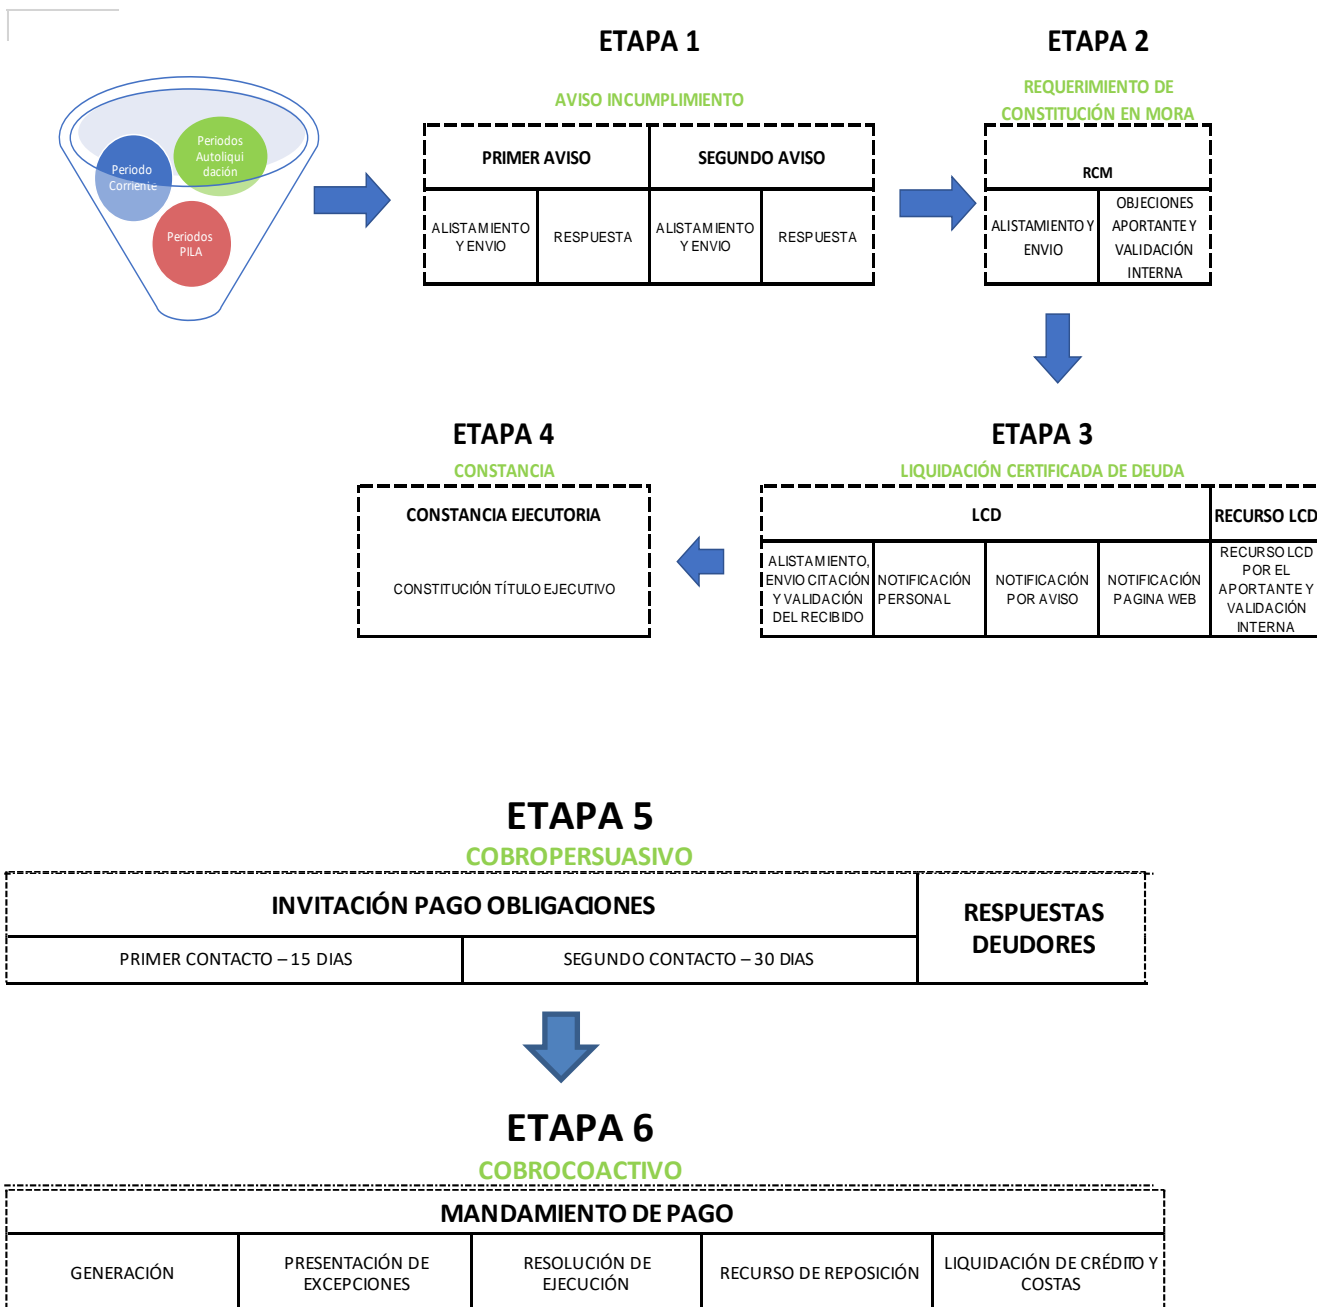 ETAPA 1
ETAPA 2
AVISO INCUMPLIMIENTO
REQUERIMIENTO DE
CONSTITUCIÓN EN MORA
Periodos
Autoliqui
dación
Periodo
Corriente
Periodos
PILA
PRIMER AVISO
SEGUNDO AVISO
ALISTAMIENTO
Y ENVIO
RESPUESTA
ALISTAMIENTO
Y ENVIO
RESPUESTA
RCM
ALISTAMIENTO Y
ENVIO
OBJECIONES
APORTANTE Y
VALIDACIÓN
INTERNA
ETAPA 4
CONSTANCIA
CONSTANCIA EJECUTORIA
CONSTITUCIÓN TÍTULO EJECUTIVO
ETAPA 3
LIQUIDACIÓN CERTIFICADA DE DEUDA
LCD
RECURSO LCD
ALISTAMIENTO,
ENVIO CITACIÓN
Y VALIDACIÓN
DEL RECIBIDO
NOTIFICACIÓN
PERSONAL
NOTIFICACIÓN
POR AVISO
NOTIFICACIÓN
PAGINA WEB
RECURSO LCD
POR EL
APORTANTE Y
VALIDACIÓN
INTERNA
ETAPA 5
COBROPERSUASIVO
INVITACIÓN PAGO OBLIGACIONES
RESPUESTAS
DEUDORES
PRIMER CONTACTO – 15 DIAS
SEGUNDO CONTACTO – 30 DIAS
ETAPA 6
COBROCOACTIVO
MANDAMIENTO DE PAGO
GENERACIÓN
PRESENTACIÓN DE
EXCEPCIONES
RESOLUCIÓN DE
EJECUCIÓN
RECURSO DE REPOSICIÓN
LIQUIDACIÓN DE CRÉDITO Y
COSTAS